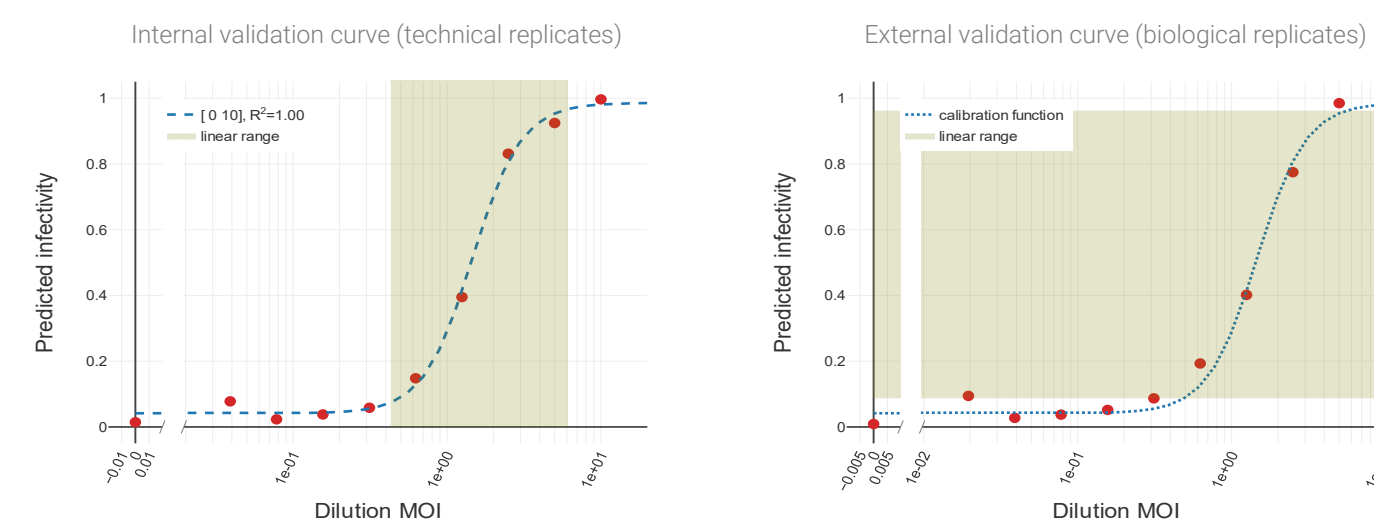 Internal validation curve (technical replicates)
[ 0 10], R²=1.00
linear range
1
0.8
0.6
0.4
0.2
0
Predicted infectivity
−0.01
0
0.01
1e-01
1e+00
1e+01
Dilution MOI
External validation curve (biological replicates)
calibration function
linear range
1
0.8
0.6
0.4
0.2
0
Predicted infectivity
−0.005
0
0.005
1e-02
1e-01
1e+00
Dilution MOI